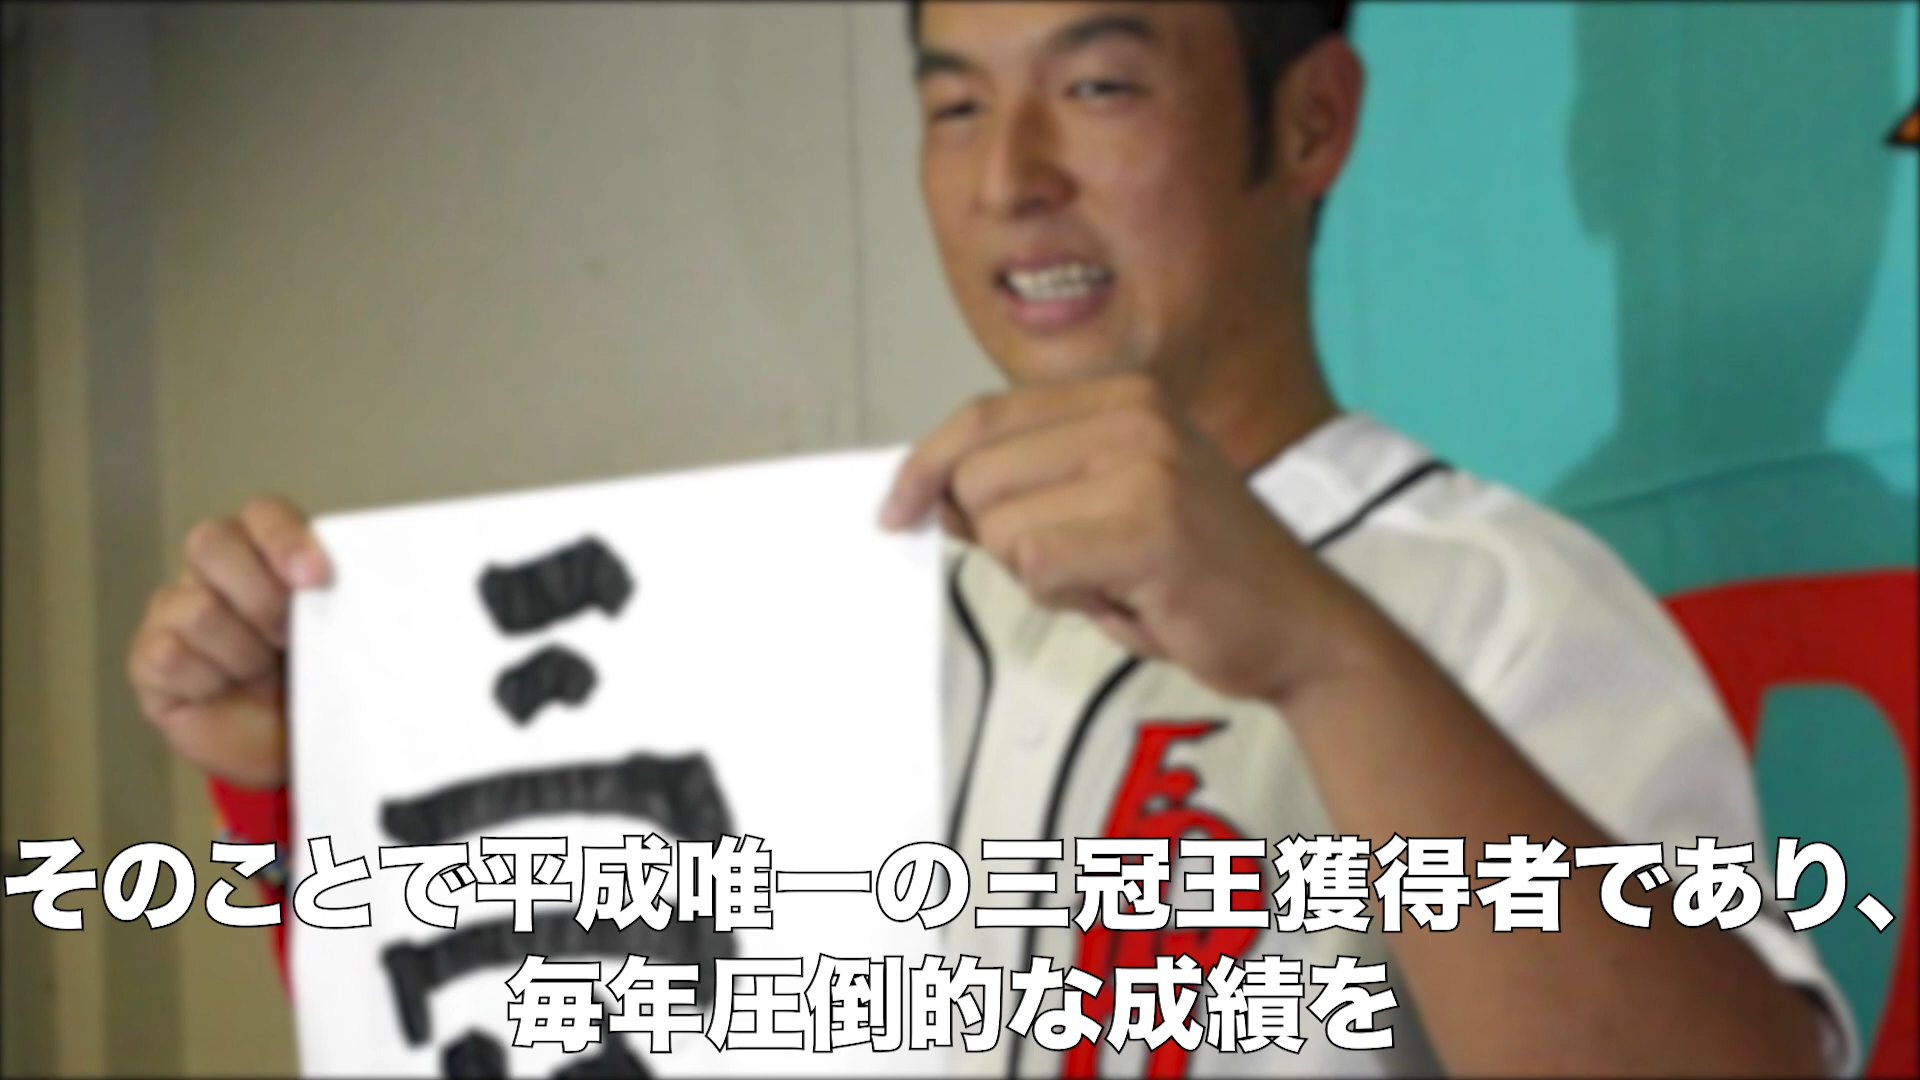 そのことで平成唯一の三冠王獲得者であり、
毎年圧倒的な成績を